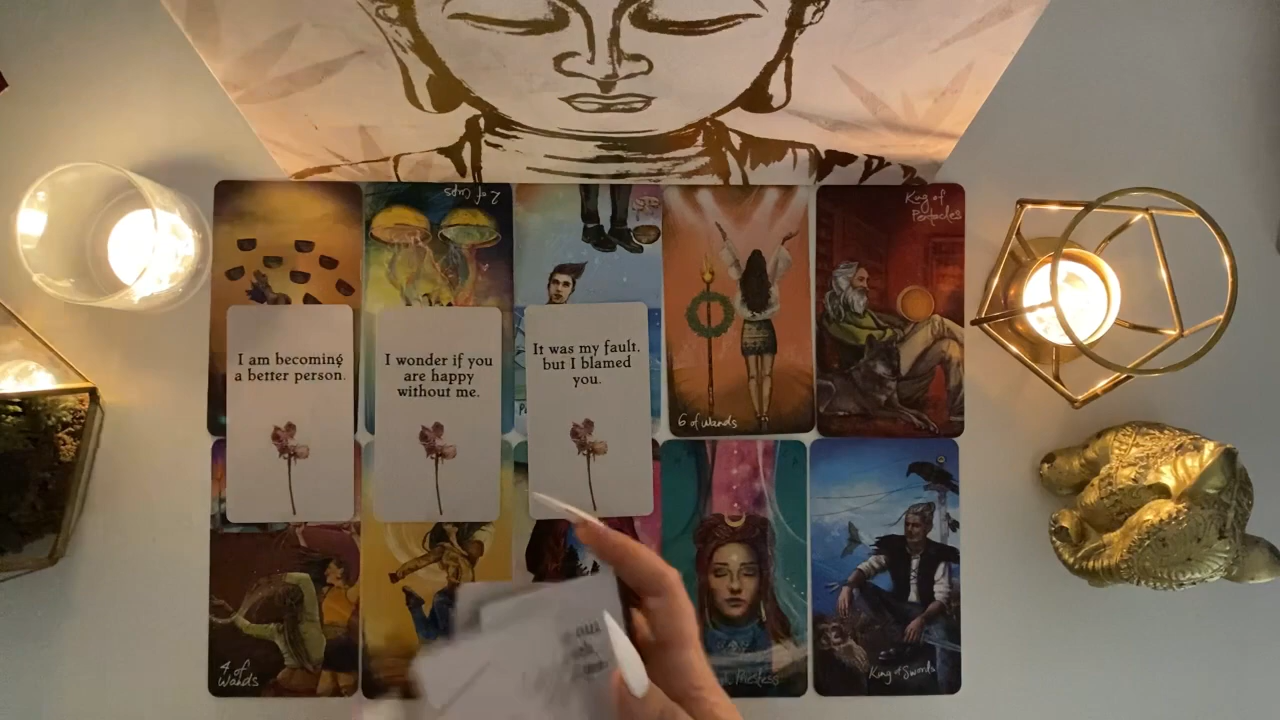 2 of Cups
King of
Pentacles
I am becoming
a better person.
I wonder if you
are happy
without me.
It was my fault,
but I blamed
you.
6 of Wands
4 of
Wands
King of Swords